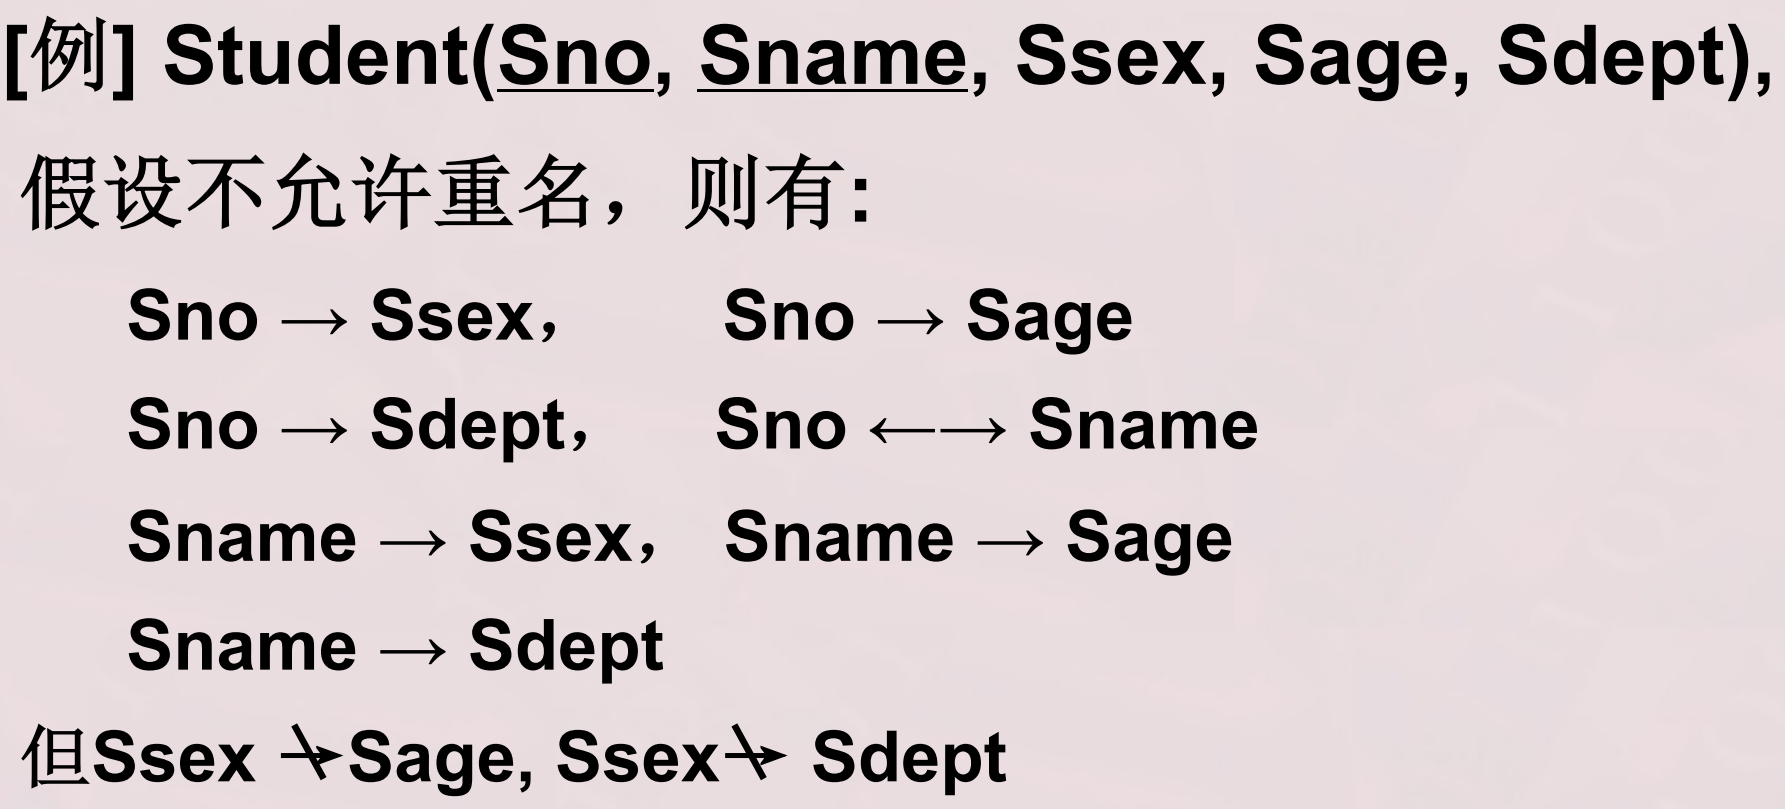 [例] Student(Sno, Sname, Ssex, Sage, Sdept),
假设不允许重名，则有:
Sno → Ssex， Sno → Sage
Sno → Sdept， Sno ←→ Sname
Sname → Ssex， Sname → Sage
Sname → Sdept
但Ssex ↛Sage, Ssex↛ Sdept